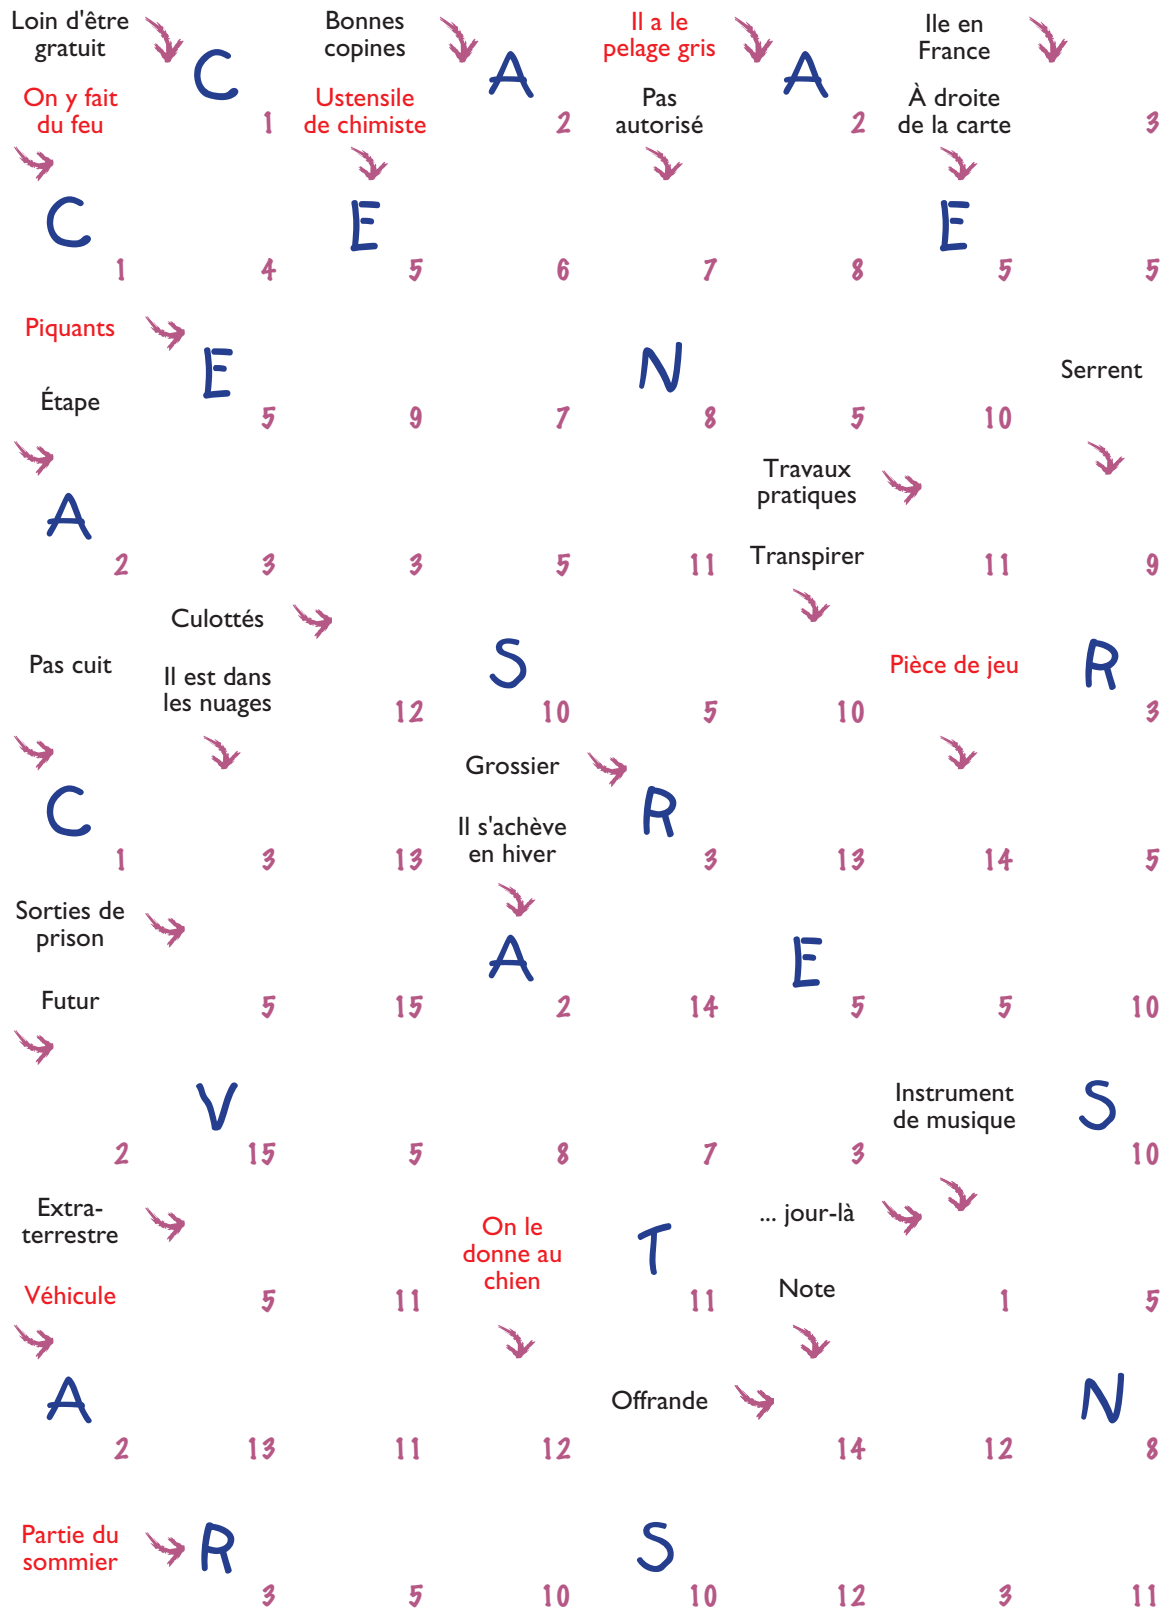 Loin d'être
gratuit
C
Bonnes
copines
A
Il a le
pelage gris
A
Ile en
France
On y fait
du feu
1
Ustensile
de chimiste
2
Pas
autorisé
2
À droite
de la carte
3
C
1
4
E
5
6
7
8
E
5
5
Piquants
E
5
9
7
N
8
5
10
Serrent
Étape
A
2
3
3
5
11
Travaux
pratiques
Transpirer
11
9
Pas cuit
Culottés
Il est dans
les nuages
12
S
10
5
10
Pièce de jeu
R
3
C
1
3
13
Grossier
Il s'achève
en hiver
R
3
13
14
5
Sorties de
prison
Futur
5
15
A
2
14
E
5
5
10
2
V
15
5
8
7
3
Instrument
de musique
S
10
Extra-
terrestre
Véhicule
5
11
On le
donne au
chien
T
11
... jour-là
Note
1
5
A
2
13
11
12
Offrande
14
12
N
8
Partie du
sommier
R
3
5
10
S
10
12
3
11